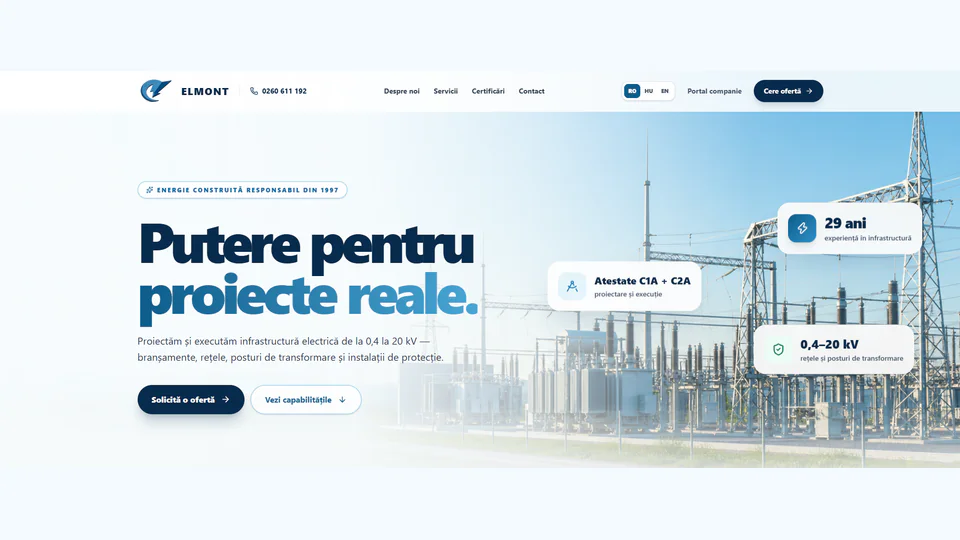 ELMONT
0260 611 192
Despre noi
Servicii
Certificări
Contact
RO
HU
EN
Portal companie
Cere ofertă
ENERGIE CONSTRUITĂ RESPONSABIL DIN 1997
Putere pentru
proiecte reale.
Proiectăm și executăm infrastructură electrică de la 0,4 la 20 kV —
branșamente, rețele, posturi de transformare și instalații de protecție.
Solicită o ofertă
Vezi capabilitățile
29 ani
experiență in infrastructură
Atestate C1A + C2A
proiectare și execuție
0,4–20 kV
rețele și posturi de transformare